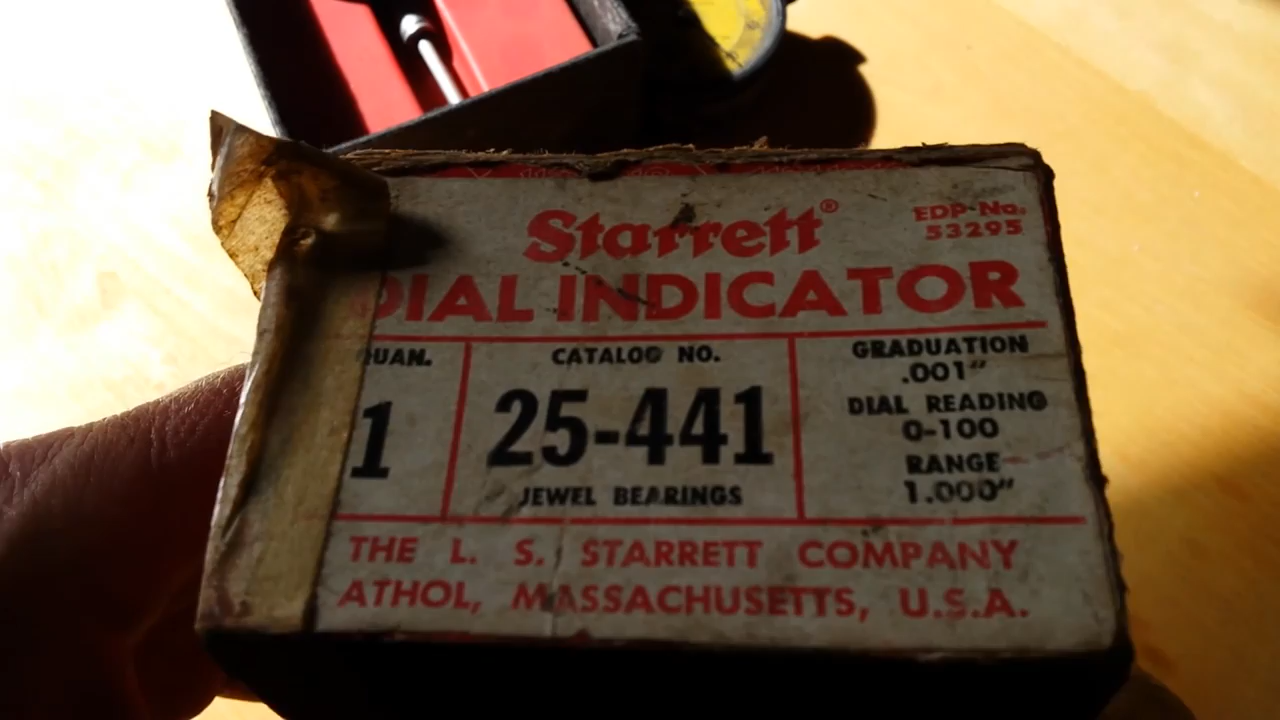 Starrett®
EDP No.
53295
DIAL INDICATOR
QUAN.
1
CATALOG NO.
25-441
JEWEL BEARINGS
GRADUATION
.001"
DIAL READING
0-100
RANGE
1.000"
THE L. S. STARRETT COMPANY
ATHOL, MASSACHUSETTS, U.S.A.